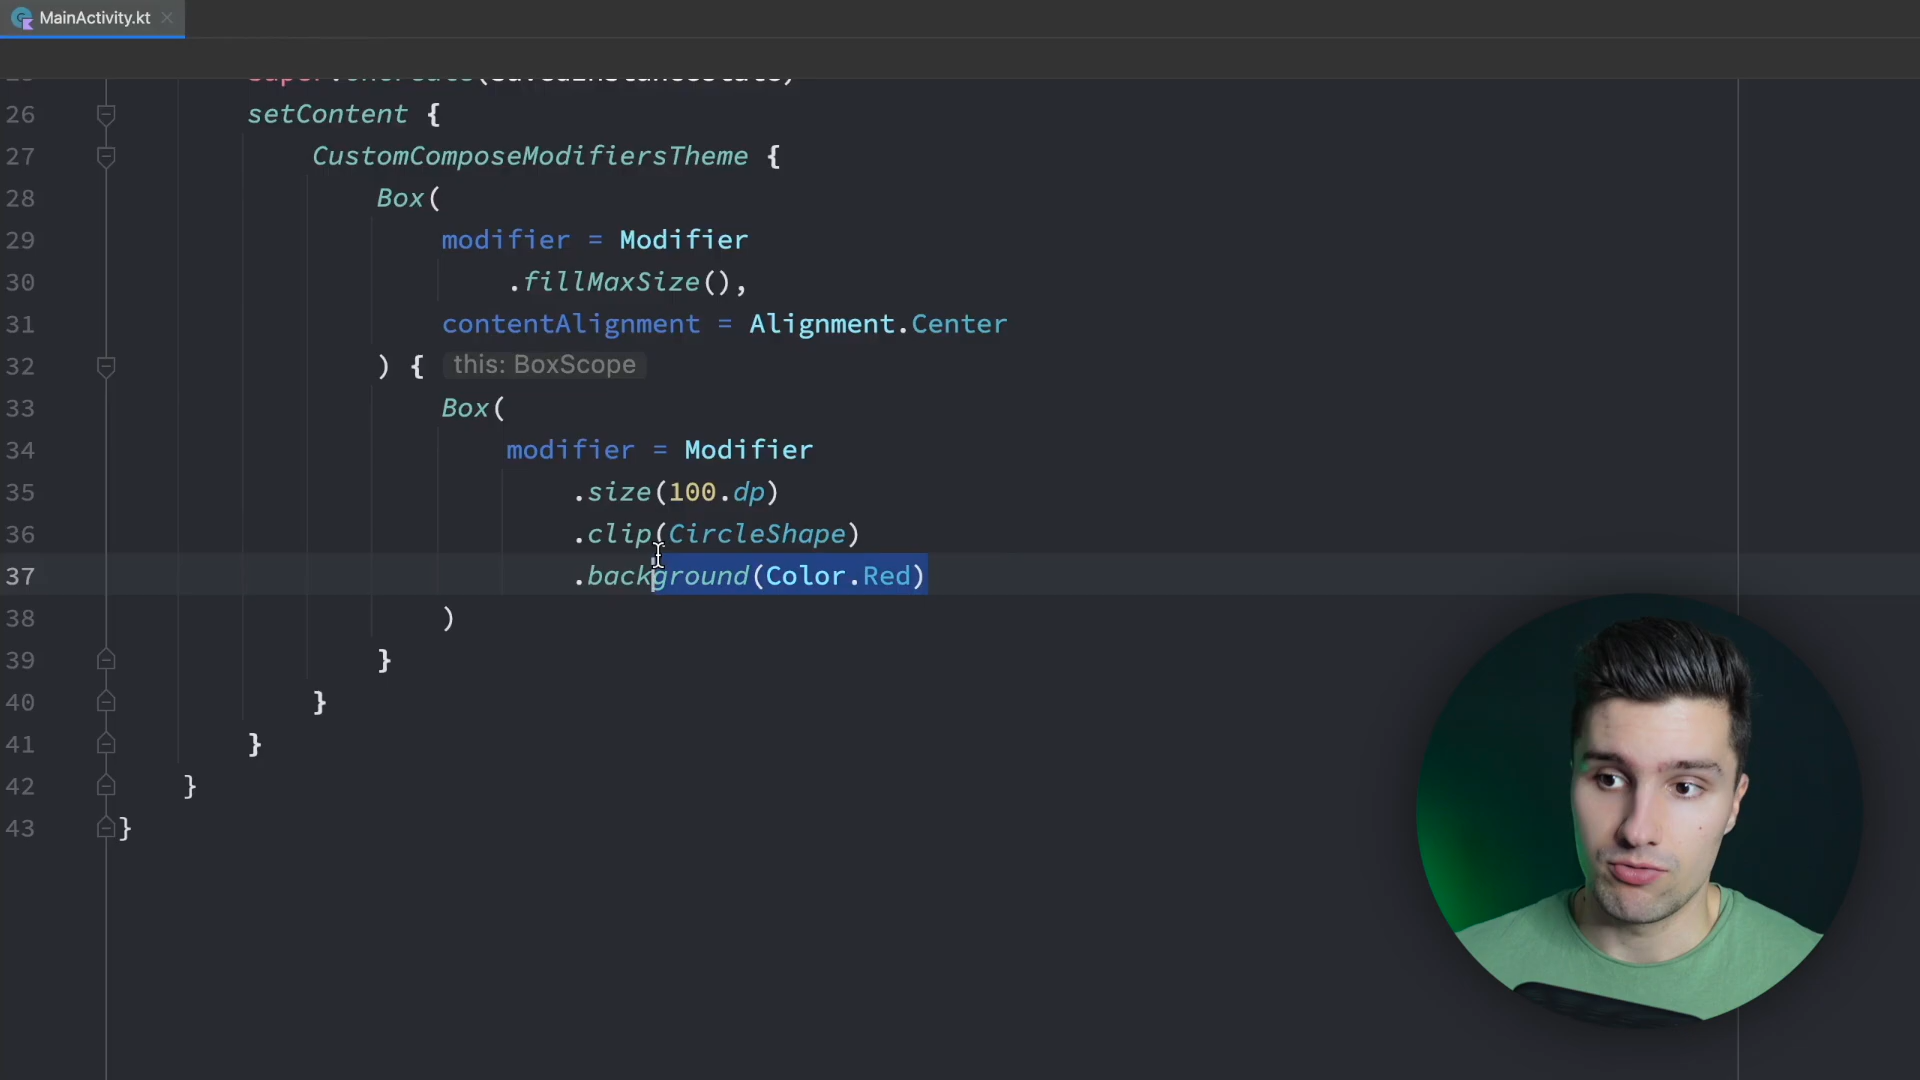 MainActivity.kt
26 setContent {
27 CustomComposeModifiersTheme {
28 Box(
29 modifier = Modifier
30 .fillMaxSize(),
31 contentAlignment = Alignment.Center
32 ) { this: BoxScope
33 Box(
34 modifier = Modifier
35 .size(100.dp)
36 .clip(CircleShape)
37 .background(Color.Red)
38 )
39 }
40 }
41 }
42 }
43 }